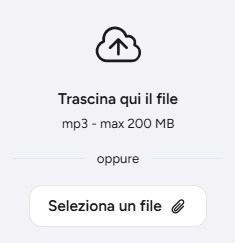 Trascina qui il file
mp3 - max 200 MB
oppure
Seleziona un file